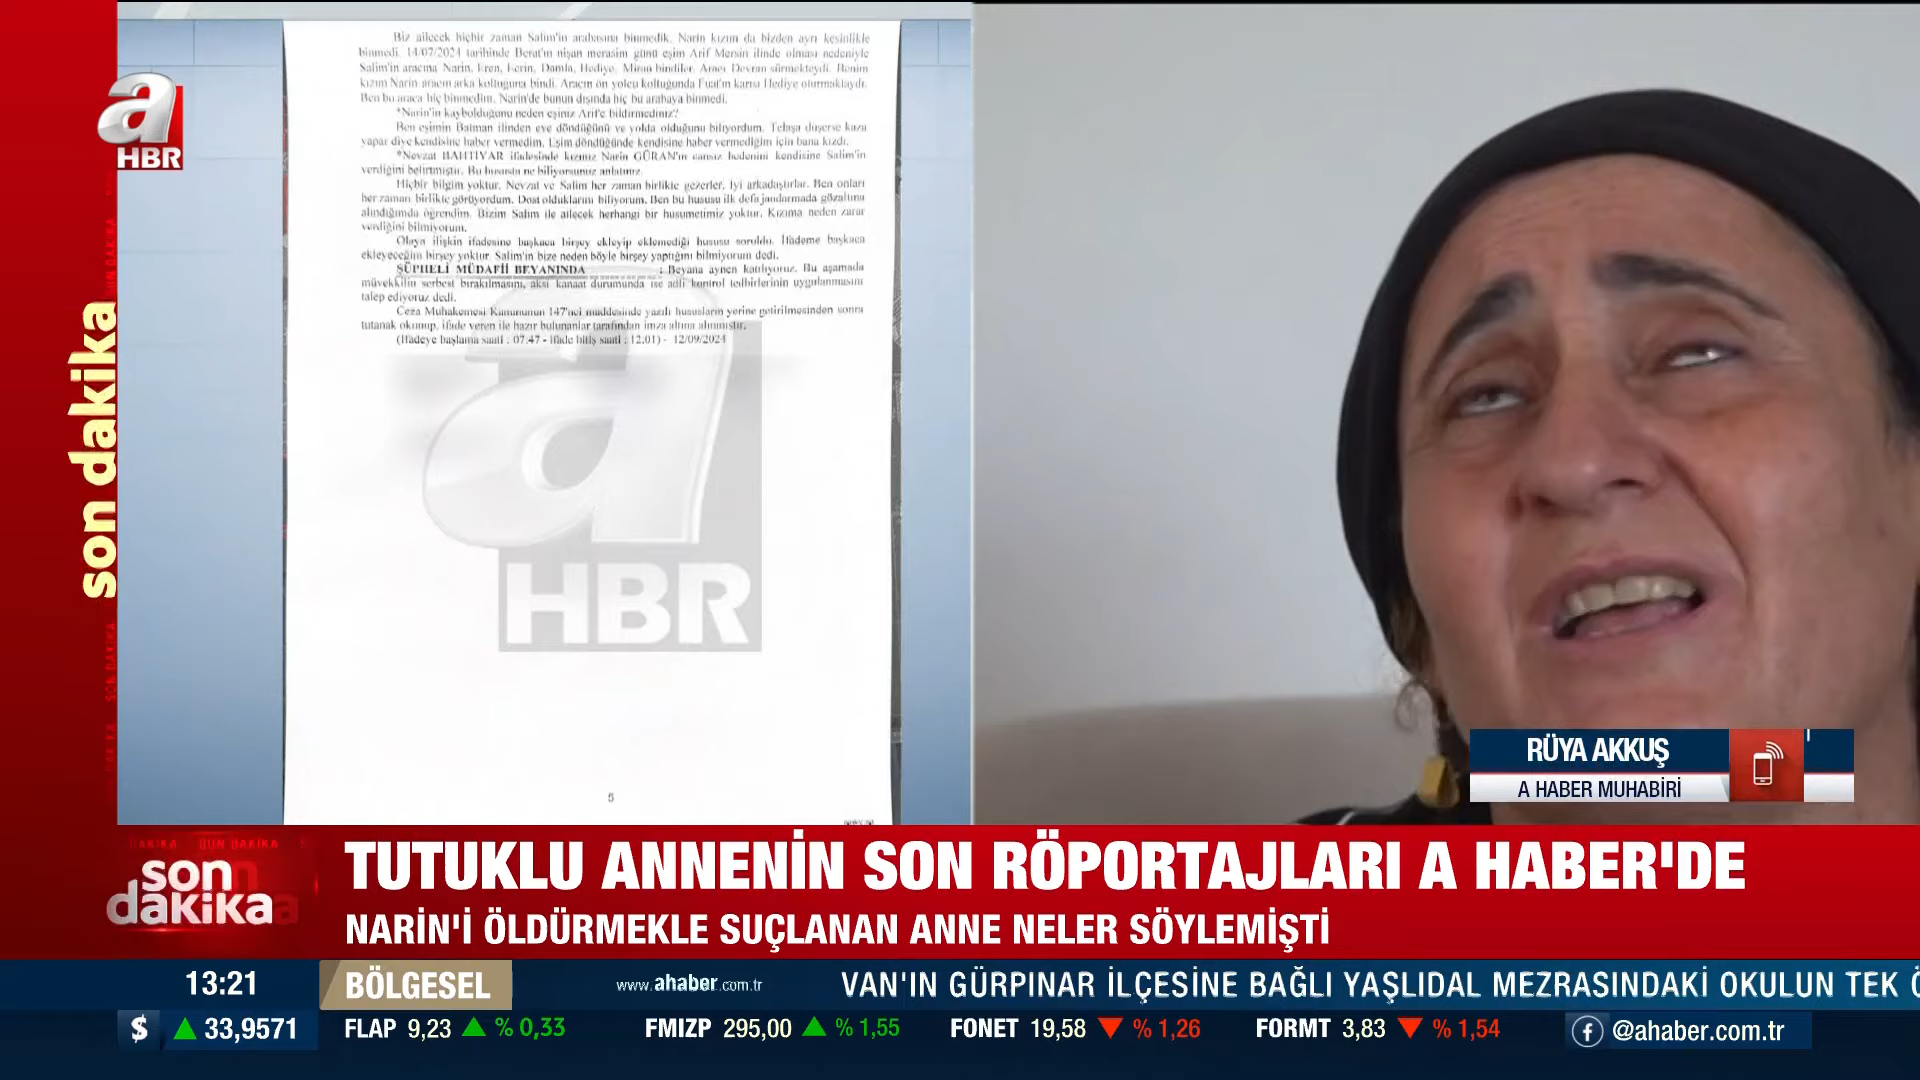 Biz ailecek hiçbir zaman Salim'in arabasına binmedik. Narin kızım da bizden ayrı kesinlikle
binmedi. 14/07/2024 tarihinde Berat'ın nişan merasim günü eşim Arif Mersin ilinde olması nedeniyle
Salim'in aracına Narin, Eren, Ecrin, Damla, Hediye, Miran bindiler. Aracı Devran sürmekteydi. Benim
kızım Narin aracın arka koltuğuna bindi. Aracın ön yolcu koltuğunda Fuat'ın karısı Hediye oturmaktaydı.
Ben bu araca hiç binmedim. Narin'de bunun dışında hiç bu arabaya binmedi.
*Narin'in kaybolduğunu neden eşiniz Arif'e bildirmediniz?
Ben eşimin Batman ilinden eve döndüğünü ve yolda olduğunu biliyordum. Telaşa düşerse kaza
yapar diye kendisine haber vermedim. Eşim döndüğünde kendisine haber vermediğim için bana kızdı.
*Nevzat BAHTİYAR ifadesinde kızınız Narin GÜRAN'ın cansız bedenini kendisine Salim'in
verdiğini belirtmiştir. Bu hususta ne biliyorsunuz anlatınız.
Hiçbir bilgim yoktur. Nevzat ve Salim her zaman birlikte gezerler. İyi arkadaştırlar. Ben onları
her zaman birlikte görüyordum. Dost olduklarını biliyorum. Ben bu hususu ilk defa jandarmada gözaltına
alındığımda öğrendim. Bizim Salim ile ailecek herhangi bir husumetimiz yoktur. Kızıma neden zarar
verdiğini bilmiyorum.
Olaya ilişkin ifadesine başkaca birşey ekleyip eklemediği hususu soruldu. İfademe başkaca
ekleyeceğim birşey yoktur. Salim'in bize neden böyle birşey yaptığını bilmiyorum dedi.
ŞÜPHELİ MÜDAFİİ BEYANINDA : Beyana aynen katılıyoruz. Bu aşamada
müvekkilin serbest bırakılmasını, aksi kanaat durumunda ise adli kontrol tedbirlerinin uygulanmasını
talep ediyoruz dedi.
Ceza Muhakemesi Kanununun 147'nci maddesinde yazılı hususların yerine getirilmesinden sonra
tutanak okunup, ifade veren ile hazır bulunanlar tarafından imza altına alınmıştır.
(İfadeye başlama saati : 07.47 - ifade bitiş saati : 12.01) - 12/09/2024
5
a
HBR
a
HBR
son dakika
RÜYA AKKUŞ
A HABER MUHABİRİ
son
dakika
TUTUKLU ANNENİN SON RÖPORTAJLARI A HABER'DE
NARİN'İ ÖLDÜRMEKLE SUÇLANAN ANNE NELER SÖYLEMİŞTİ
13:21 BÖLGESEL www.ahaber.com.tr VAN'IN GÜRPINAR İLÇESİNE BAĞLI YAŞLIDAL MEZRASINDAKİ OKULUN TEK Ö
$ 33,9571 FLAP 9,23 % 0,33 FMIZP 295,00 % 1,55 FONET 19,58 % 1,26 FORMT 3,83 % 1,54 @ahaber.com.tr